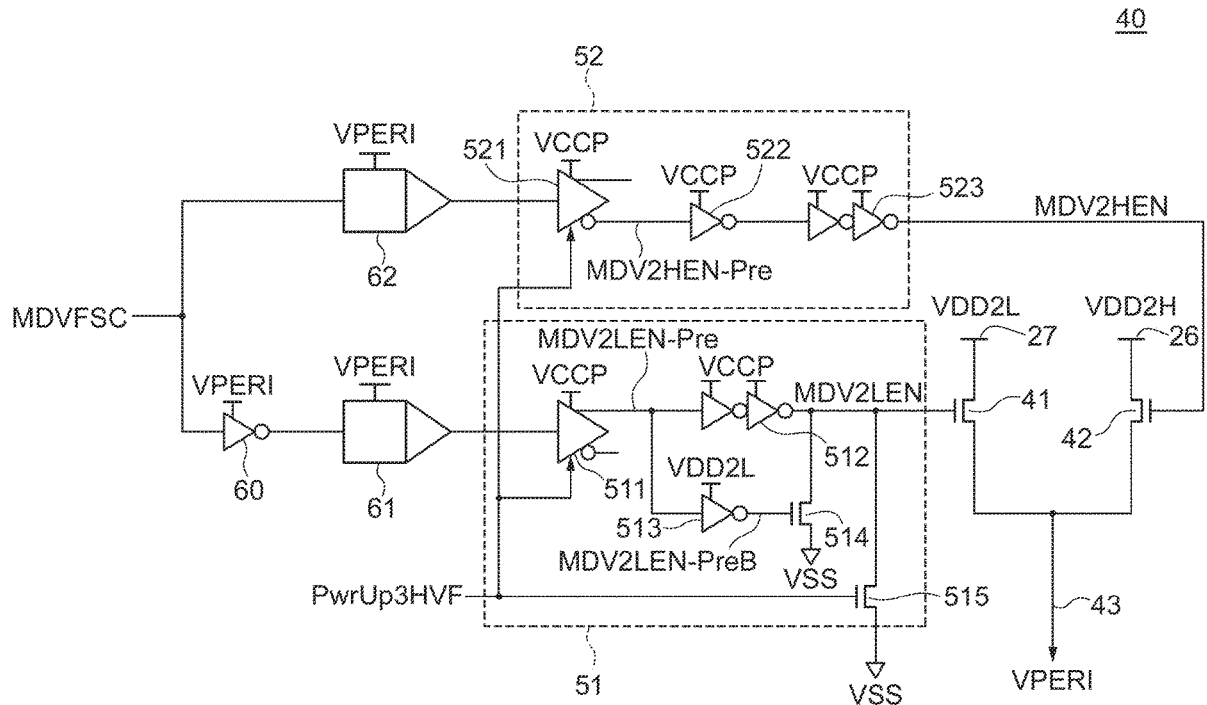 40
52
VPERI
521
VCCP
VCCP
522
VCCP
523
MDV2HEN
62
MDV2HEN-Pre
MDVFSC
VDD2L
27
VDD2H
26
MDV2LEN-Pre
VPERI
VPERI
VCCP
VCCP
MDV2LEN
41
42
60
61
511
512
VDD2L
513
514
MDV2LEN-PreB
VSS
PwrUp3HVF
515
43
51
VSS
VPERI